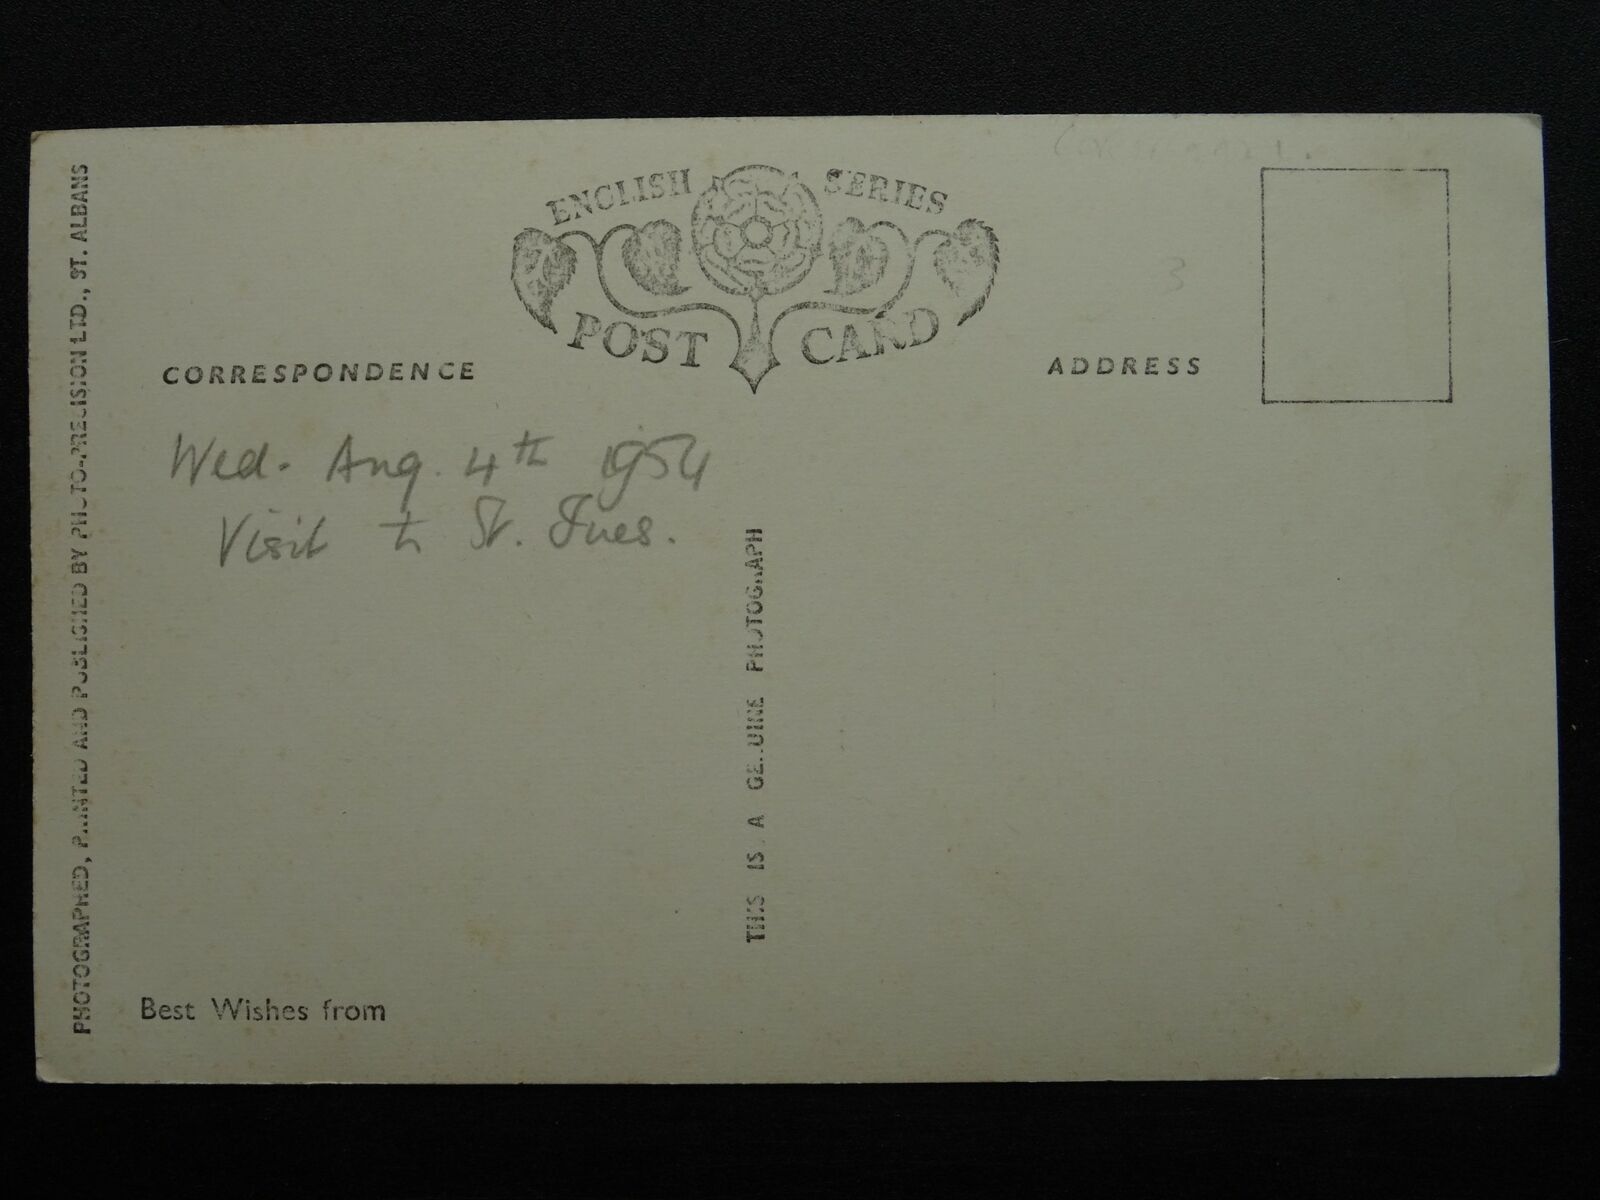 ENGLISH SERIES
POST CARD
CORRESPONDENCE
ADDRESS
3
Wed. Aug. 4th 1954
Visit to St. Ives.
THIS IS A GENUINE PHOTOGRAPH
PHOTOGRAPHED, PRINTED AND PUBLISHED BY PHOTO-PRECISION LTD., ST. ALBANS
Best Wishes from